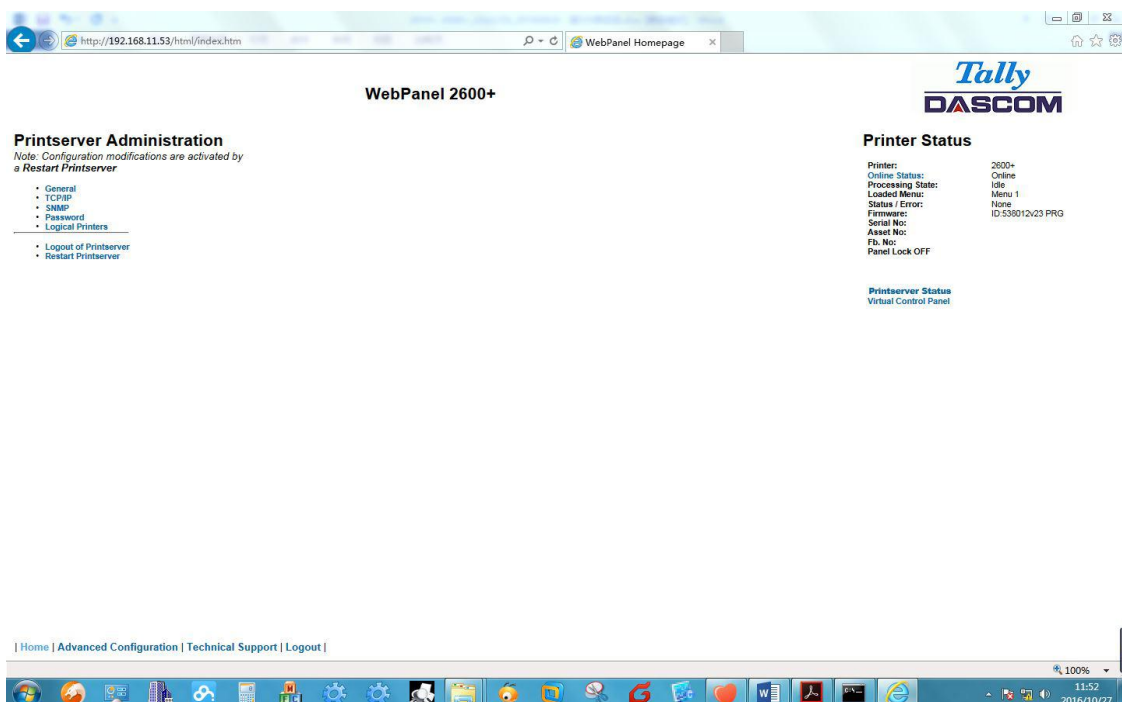 http://192.168.11.53/html/index.htm
WebPanel Homepage
WebPanel 2600+
Tally
DASCOM
Printserver Administration
Note: Configuration modifications are activated by
a Restart Printserver
• General
• TCP/IP
• SNMP
• Password
• Logical Printers
• Logout of Printserver
• Restart Printserver
Printer Status
Printer: 2600+
Online Status: Online
Processing State: Idle
Loaded Menu: Menu 1
Status / Error: None
Firmware: ID:538012v23 PRG
Serial No:
Asset No:
Fb. No:
Panel Lock OFF
Printserver Status
Virtual Control Panel
| Home | Advanced Configuration | Technical Support | Logout |
100%
11:52
2016/10/27